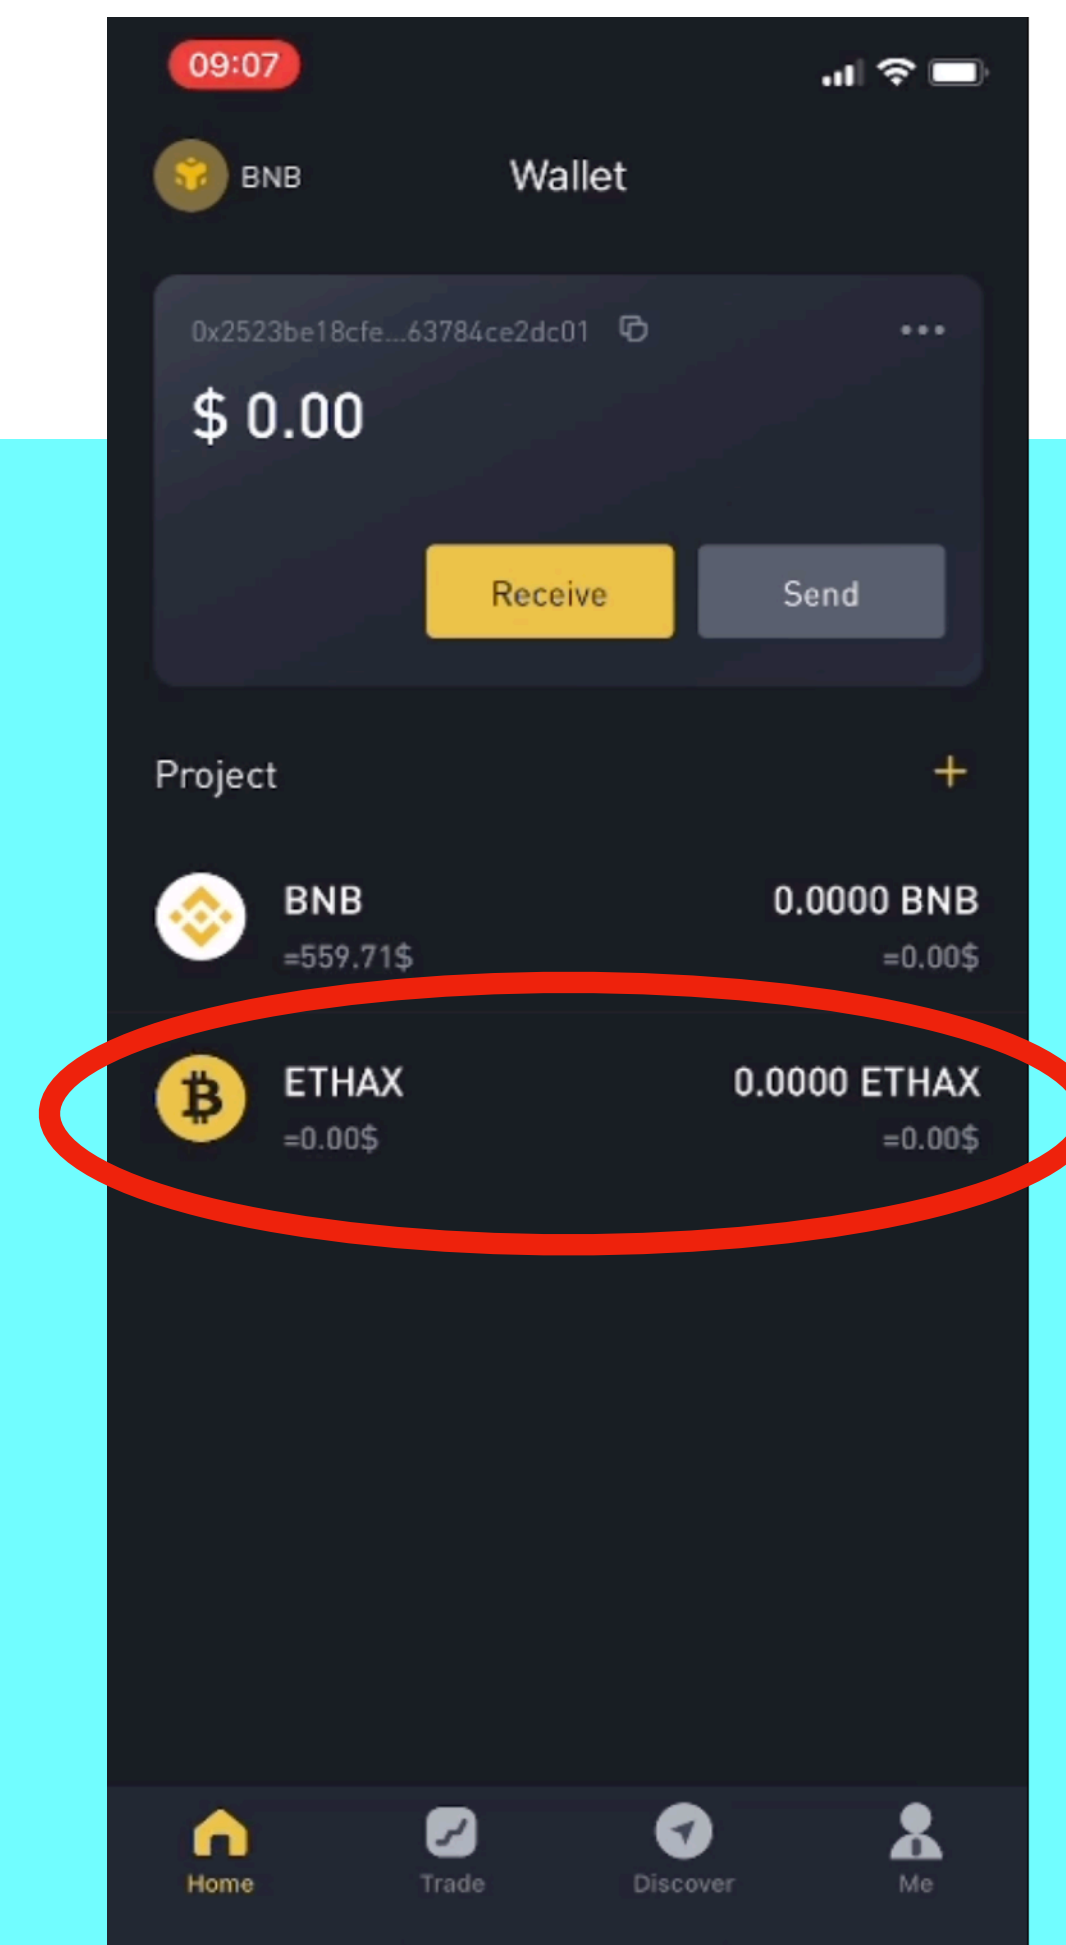 09:07
BNB
Wallet
0x2523be18cfe...63784ce2dc01
$ 0.00
Receive
Send
Project
BNB
0.0000 BNB
=559.71$
=0.00$
ETHAX
0.0000 ETHAX
=0.00$
=0.00$
Home
Trade
Discover
Me